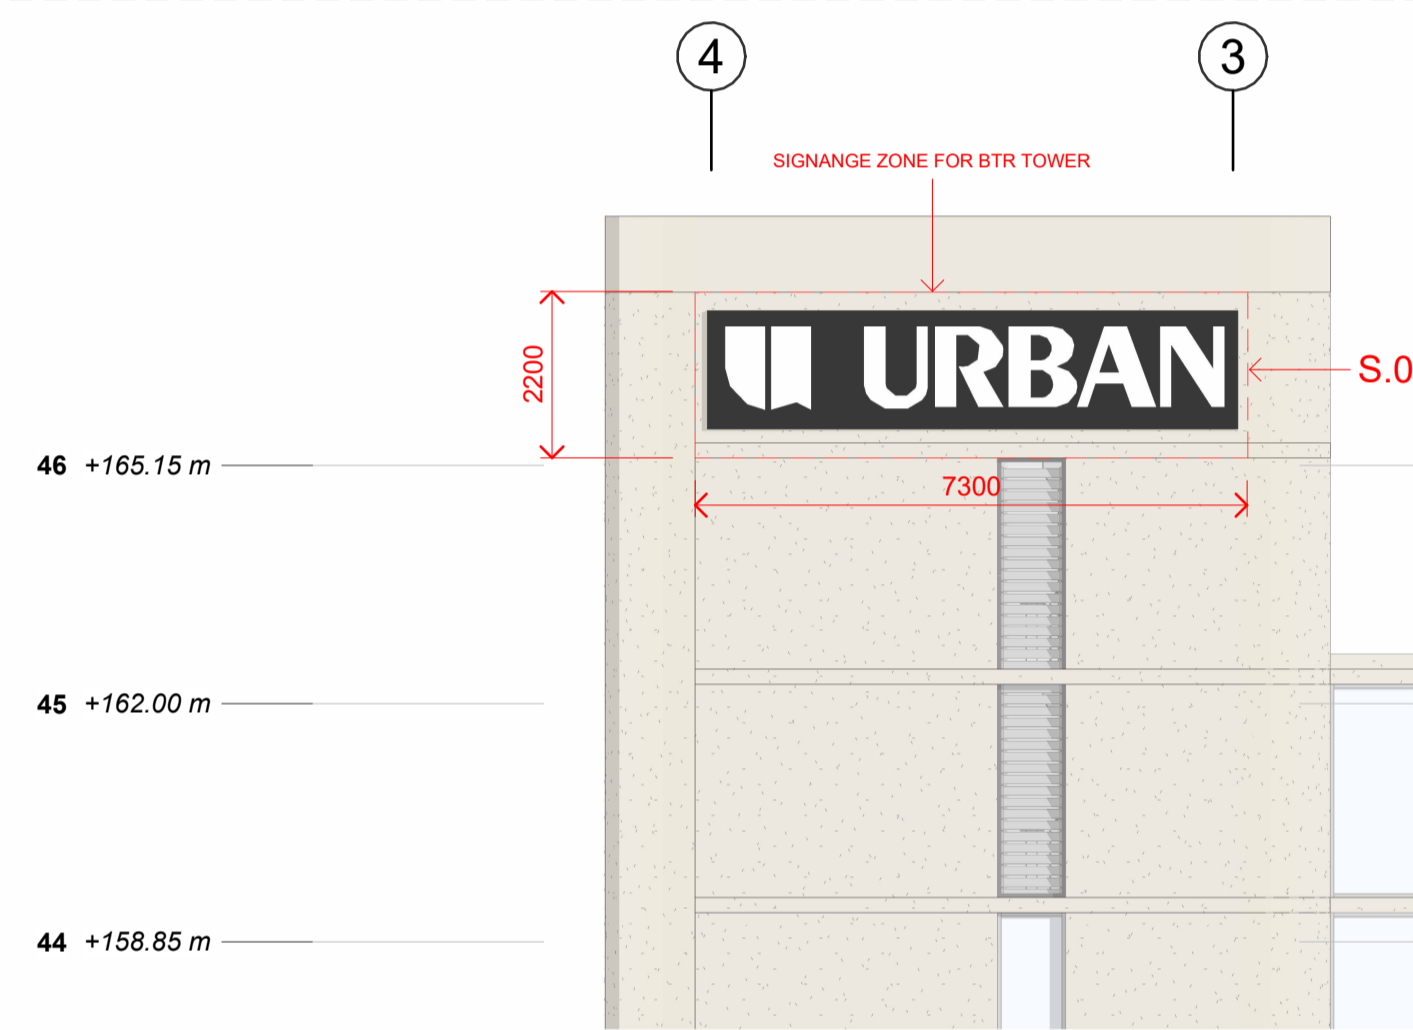 4
3
SIGNANGE ZONE FOR BTR TOWER
URBAN
2200
S.0
46 +165.15 m
7300
45 +162.00 m
44 +158.85 m